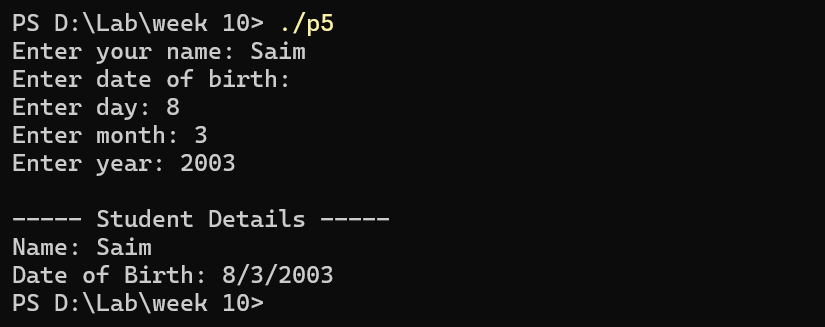 PS D:\Lab\week 10> ./p5
Enter your name: Saim
Enter date of birth:
Enter day: 8
Enter month: 3
Enter year: 2003
----- Student Details -----
Name: Saim
Date of Birth: 8/3/2003
PS D:\Lab\week 10>